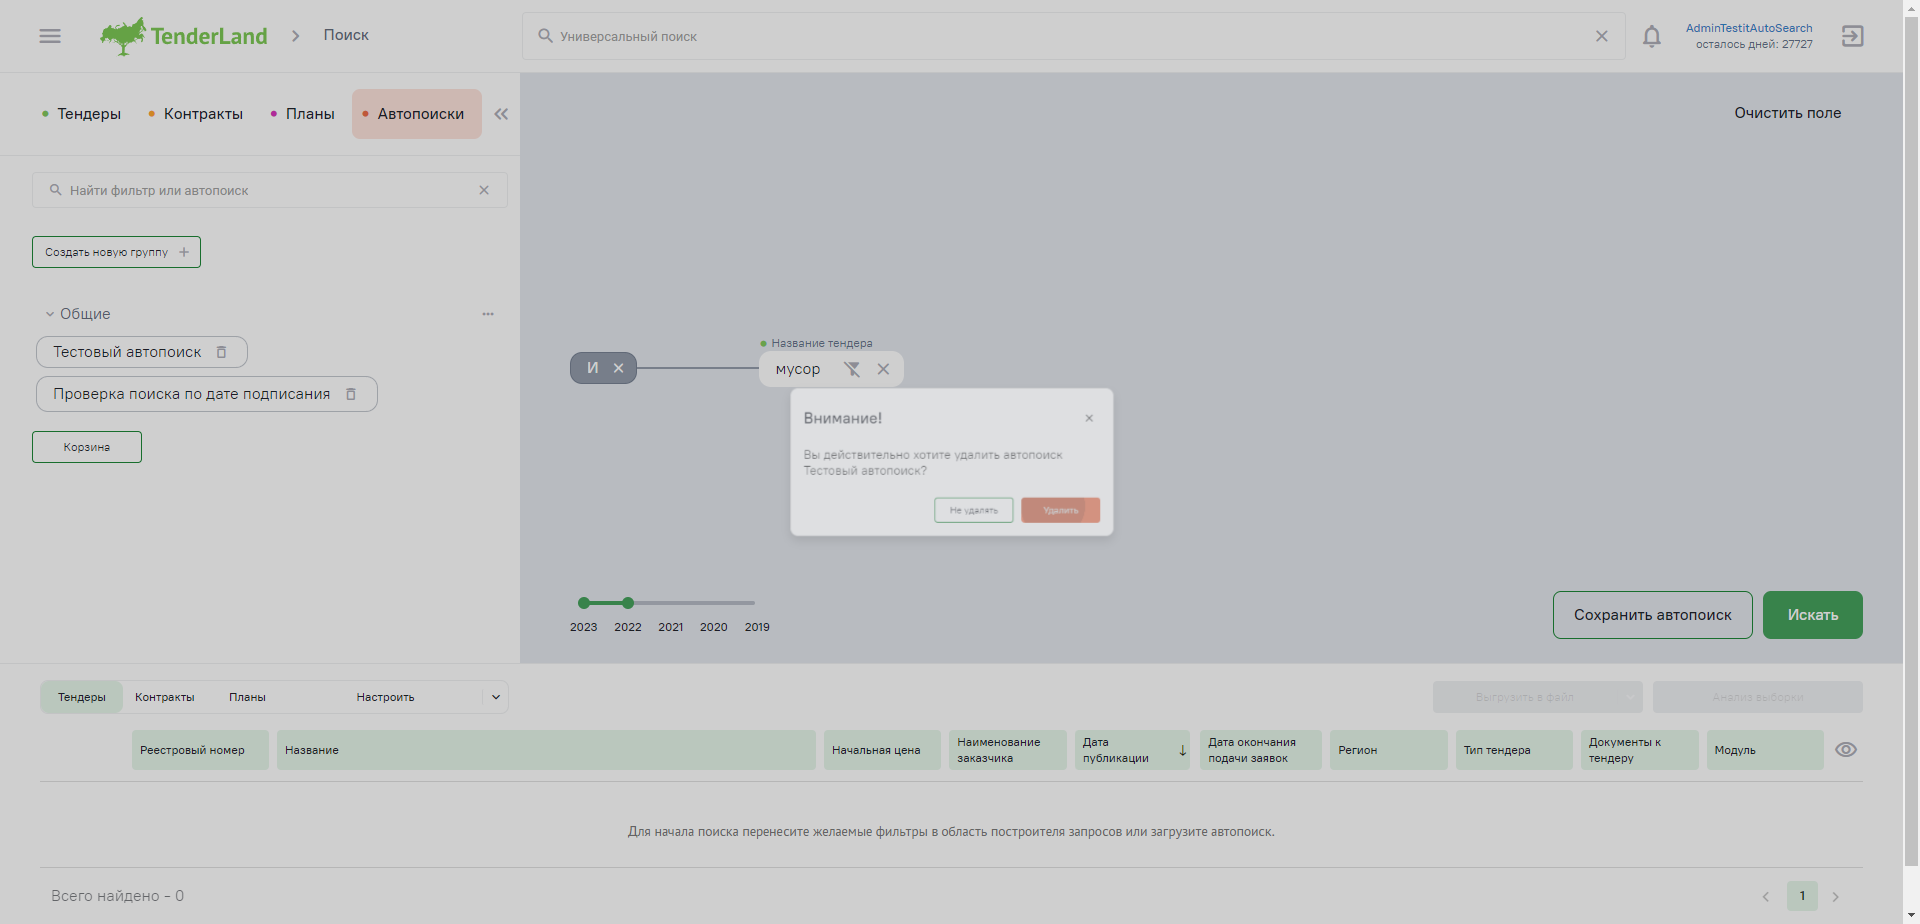 TenderLand
Поиск
Универсальный поиск
AdminTestitAutoSearch
осталось дней: 27727
Тендеры
Контракты
Планы
Автопоиски
Очистить поле
Найти фильтр или автопоиск
Создать новую группу
Общие
Тестовый автопоиск
Проверка поиска по дате подписания
Корзина
Название тендера
И
мусор
Внимание!
Вы действительно хотите удалить автопоиск
Тестовый автопоиск?
Не удалять
Удалить
2023 2022 2021 2020 2019
Сохранить автопоиск
Искать
Тендеры
Контракты
Планы
Настроить
Выгрузить в файл
Анализ выборки
Реестровый номер
Название
Начальная цена
Наименование
заказчика
Дата
публикации
Дата окончания
подачи заявок
Регион
Тип тендера
Документы к
тендеру
Модуль
Для начала поиска перенесите желаемые фильтры в область построителя запросов или загрузите автопоиск.
Всего найдено - 0
1